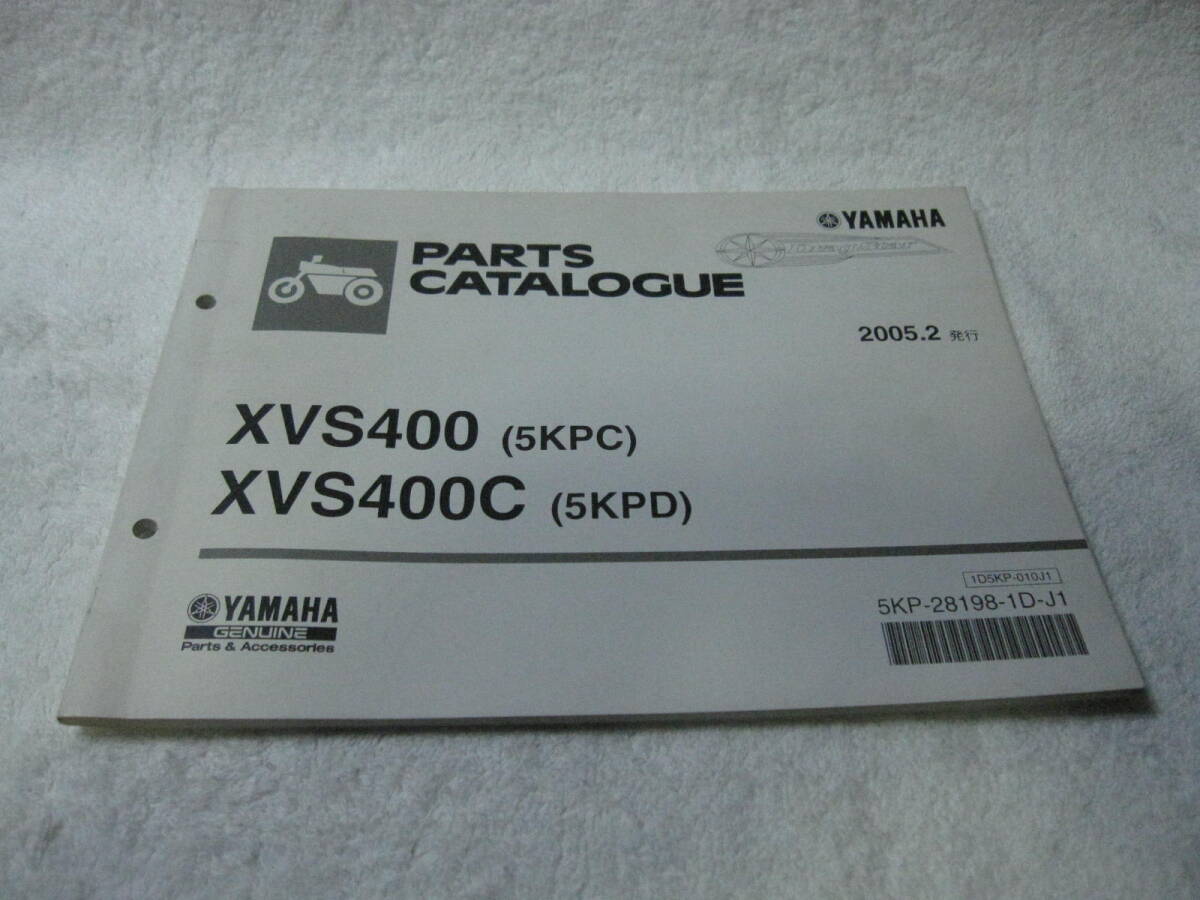 YAMAHA
PARTS
CATALOGUE
2005.2 発行
XVS400 (5KPC)
XVS400C (5KPD)
1D5KP-010J1
5KP-28198-1D-J1
YAMAHA
GENUINE
Parts & Accessories